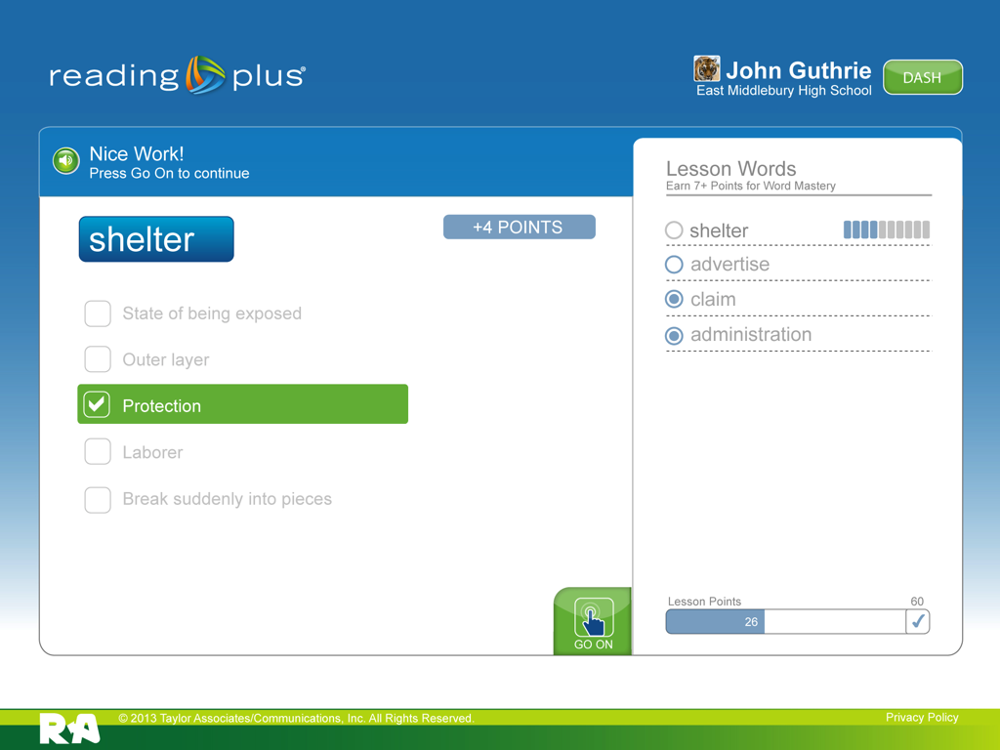 reading plus®
John Guthrie
East Middlebury High School
DASH
Nice Work!
Press Go On to continue
shelter
+4 POINTS
State of being exposed
Outer layer
Protection
Laborer
Break suddenly into pieces
GO ON
Lesson Words
Earn 7+ Points for Word Mastery
shelter
advertise
claim
administration
Lesson Points
60
26
© 2013 Taylor Associates/Communications, Inc. All Rights Reserved.
Privacy Policy